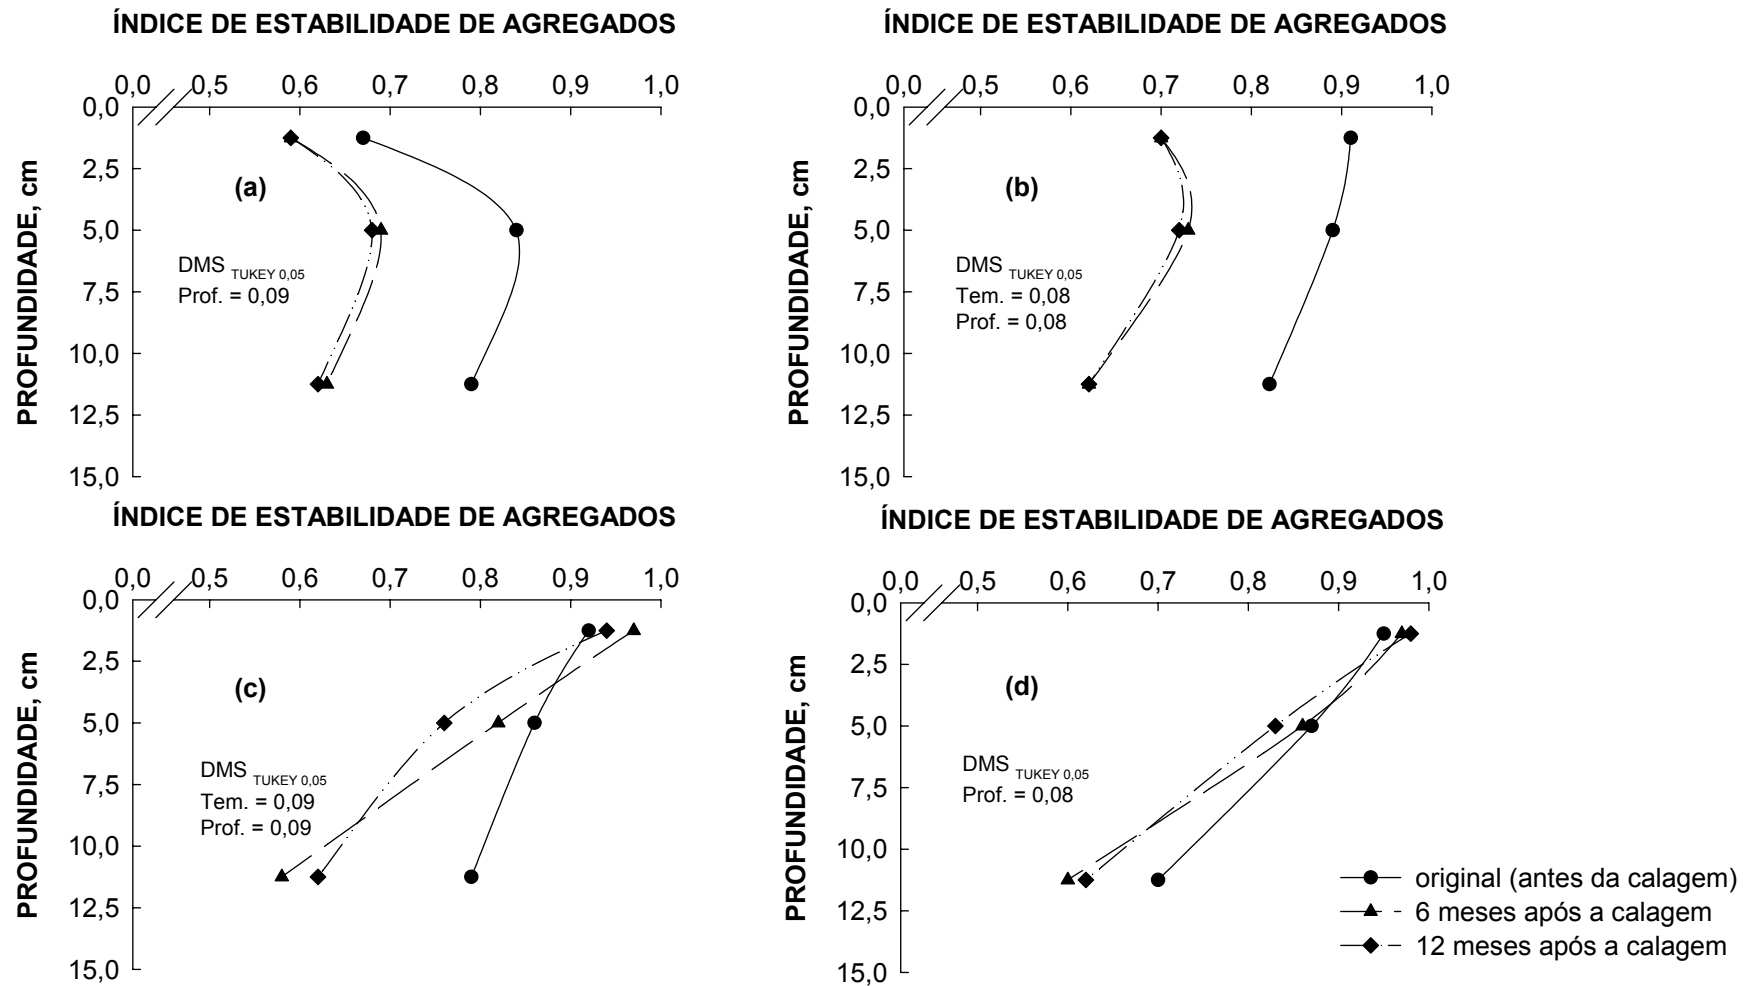 ÍNDICE DE ESTABILIDADE DE AGREGADOS
0,0 0,5 0,6 0,7 0,8 0,9 1,0
0,0
2,5
5,0
7,5
10,0
12,5
15,0
PROFUNDIDADE, cm
(a)
DMS TUKEY 0,05
Prof. = 0,09
ÍNDICE DE ESTABILIDADE DE AGREGADOS
0,0 0,5 0,6 0,7 0,8 0,9 1,0
0,0
2,5
5,0
7,5
10,0
12,5
15,0
PROFUNDIDADE, cm
(b)
DMS TUKEY 0,05
Tem. = 0,08
Prof. = 0,08
ÍNDICE DE ESTABILIDADE DE AGREGADOS
0,0 0,5 0,6 0,7 0,8 0,9 1,0
0,0
2,5
5,0
7,5
10,0
12,5
15,0
PROFUNDIDADE, cm
(c)
DMS TUKEY 0,05
Tem. = 0,09
Prof. = 0,09
ÍNDICE DE ESTABILIDADE DE AGREGADOS
0,0 0,5 0,6 0,7 0,8 0,9 1,0
0,0
2,5
5,0
7,5
10,0
12,5
15,0
PROFUNDIDADE, cm
(d)
DMS TUKEY 0,05
Prof. = 0,08
original (antes da calagem)
6 meses após a calagem
12 meses após a calagem